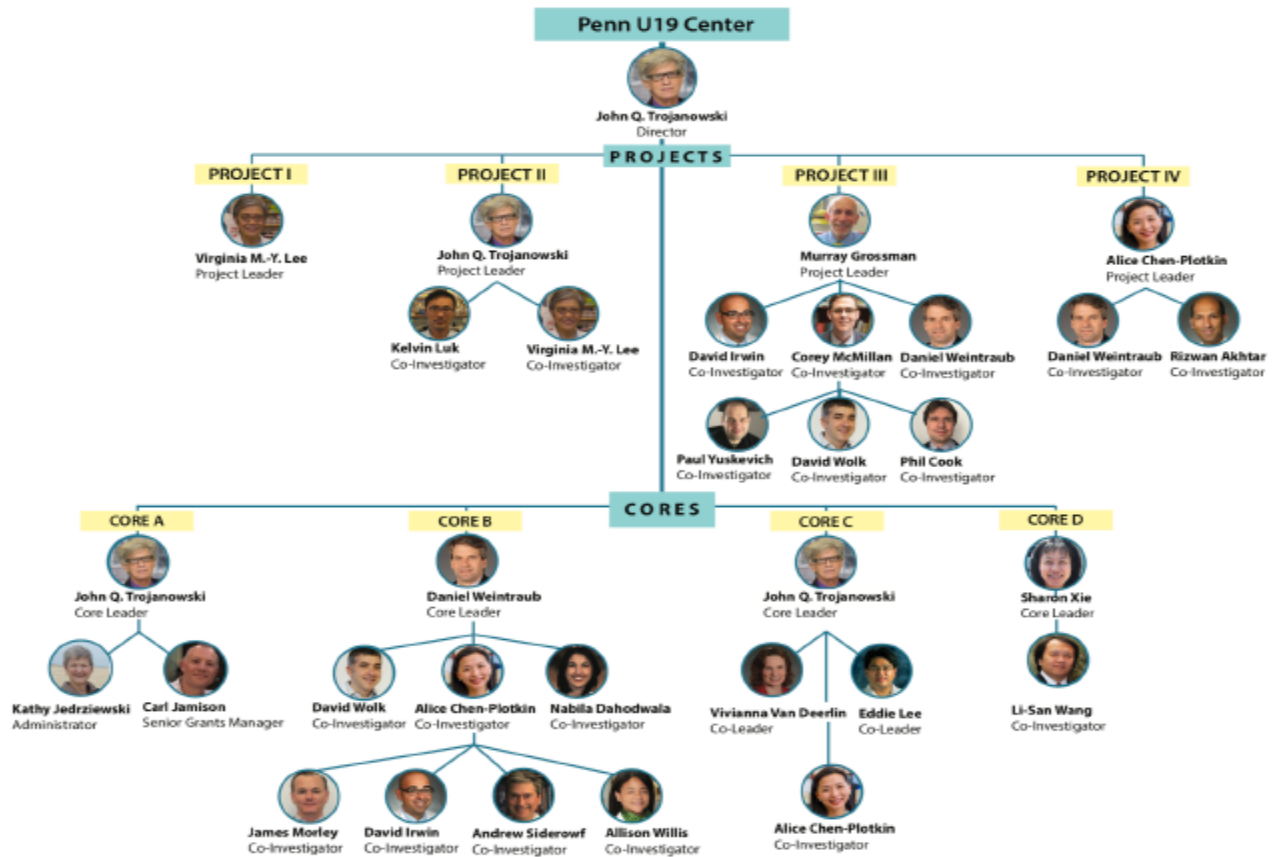 Penn U19 Center
John Q. Trojanowski
Director
PROJECTS
PROJECT I
PROJECT II
PROJECT III
PROJECT IV
Virginia M.-Y. Lee
Project Leader
John Q. Trojanowski
Project Leader
Murray Grossman
Project Leader
Alice Chen-Plotkin
Project Leader
Kelvin Luk
Co-Investigator
Virginia M.-Y. Lee
Co-Investigator
David Irwin
Co-Investigator
Corey McMillan
Co-Investigator
Daniel Weintraub
Co-Investigator
Daniel Weintraub
Co-Investigator
Rizwan Akhtar
Co-Investigator
Paul Yuskevich
Co-Investigator
David Wolk
Co-Investigator
Phil Cook
Co-Investigator
CORES
CORE A
CORE B
CORE C
CORE D
John Q. Trojanowski
Core Leader
Daniel Weintraub
Core Leader
John Q. Trojanowski
Core Leader
Sharon Xie
Core Leader
Kathy Jedrziewski
Administrator
Carl Jamison
Senior Grants Manager
David Wolk
Co-Investigator
Alice Chen-Plotkin
Co-Investigator
Nabila Dahodwala
Co-Investigator
Vivianna Van Deerlin
Co-Leader
Eddie Lee
Co-Leader
Li-San Wang
Co-Investigator
James Morley
Co-Investigator
David Irwin
Co-Investigator
Andrew Siderowf
Co-Investigator
Allison Willis
Co-Investigator
Alice Chen-Plotkin
Co-Investigator